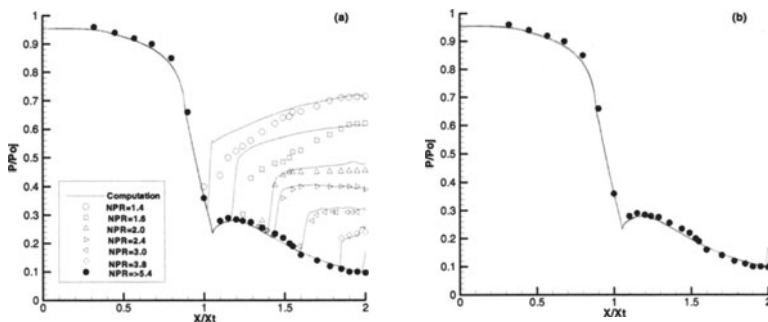 (a)
P/Poj
1
0.9
0.8
0.7
0.6
0.5
0.4
0.3
0.2
0.1
0
Computation
NPR=1.4
NPR=1.6
NPR=2.0
NPR=2.4
NPR=3.0
NPR=3.8
NPR=>5.4
0 0.5 1 1.5 2
X/Xt
(b)
P/Poj
1
0.9
0.8
0.7
0.6
0.5
0.4
0.3
0.2
0.1
0
0 0.5 1 1.5 2
X/Xt